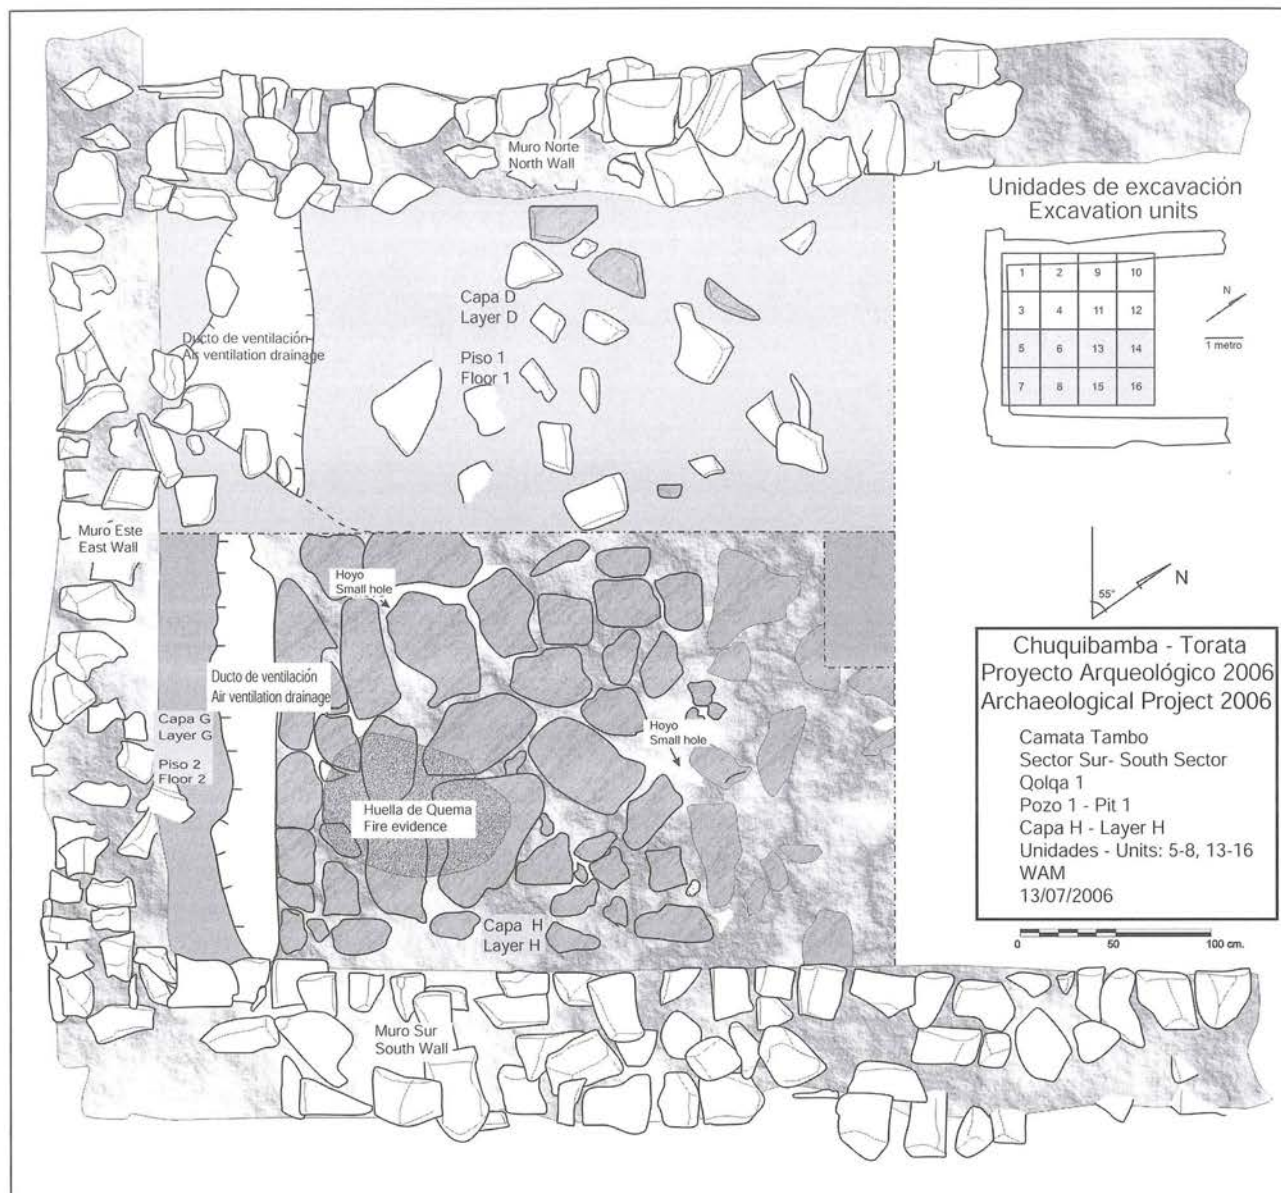 Muro Norte
North Wall
Unidades de excavación
Excavation units
1 2 9 10
3 4 11 12
5 6 13 14
7 8 15 16
N
1 metro
Capa D
Layer D
Ducto de ventilación
Air ventilation drainage
Piso 1
Floor 1
Muro Este
East Wall
Hoyo
Small hole
Ducto de ventilación
Air ventilation drainage
Capa G
Layer G
Piso 2
Floor 2
Hoyo
Small hole
Huella de Quema
Fire evidence
Capa H
Layer H
Muro Sur
South Wall
55°
N
Chuquibamba - Torata
Proyecto Arqueológico 2006
Archaeological Project 2006
Camata Tambo
Sector Sur- South Sector
Qolqa 1
Pozo 1 - Pit 1
Capa H - Layer H
Unidades - Units: 5-8, 13-16
WAM
13/07/2006
0 50 100 cm.